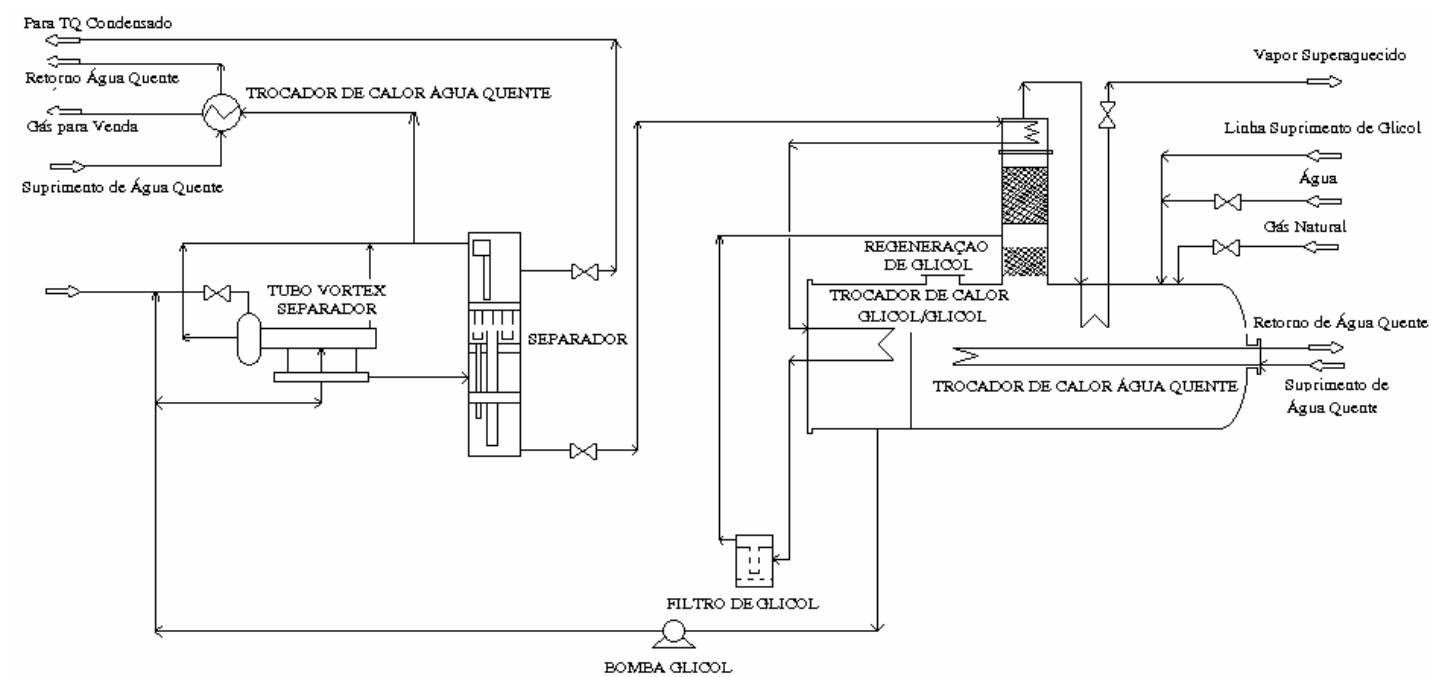 Para TQ Condensado
Retorno Água Quente
TROCADOR DE CALOR ÁGUA QUENTE
Gás para Venda
Suprimento de Água Quente
Vapor Superaquecido
Linha Suprimento de Glicol
Água
Gás Natural
REGENERAÇAO
DE GLICOL
TUBO VORTEX
SEPARADOR
SEPARADOR
TROCADOR DE CALOR
GLICOL/GLICOL
Retorno de Água Quente
TROCADOR DE CALOR ÁGUA QUENTE
Suprimento de
Água Quente
FILTRO DE GLICOL
BOMBA GLICOL